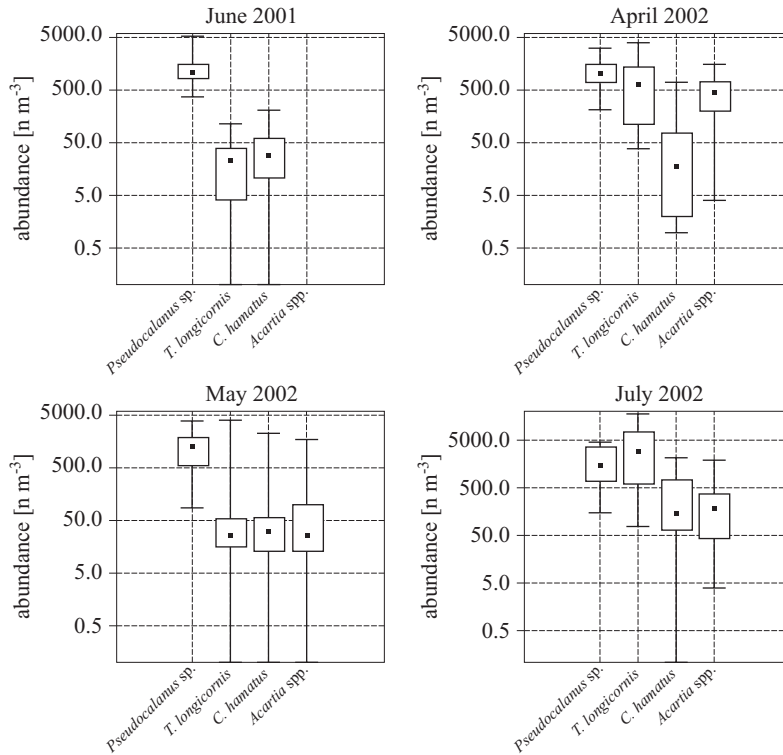 June 2001
abundance [n m⁻³]
5000.0
500.0
50.0
5.0
0.5
Pseudocalanus sp.
T. longicornis
C. hamatus
Acartia spp.
April 2002
abundance [n m⁻³]
5000.0
500.0
50.0
5.0
0.5
Pseudocalanus sp.
T. longicornis
C. hamatus
Acartia spp.
May 2002
abundance [n m⁻³]
5000.0
500.0
50.0
5.0
0.5
Pseudocalanus sp.
T. longicornis
C. hamatus
Acartia spp.
July 2002
abundance [n m⁻³]
5000.0
500.0
50.0
5.0
0.5
Pseudocalanus sp.
T. longicornis
C. hamatus
Acartia spp.